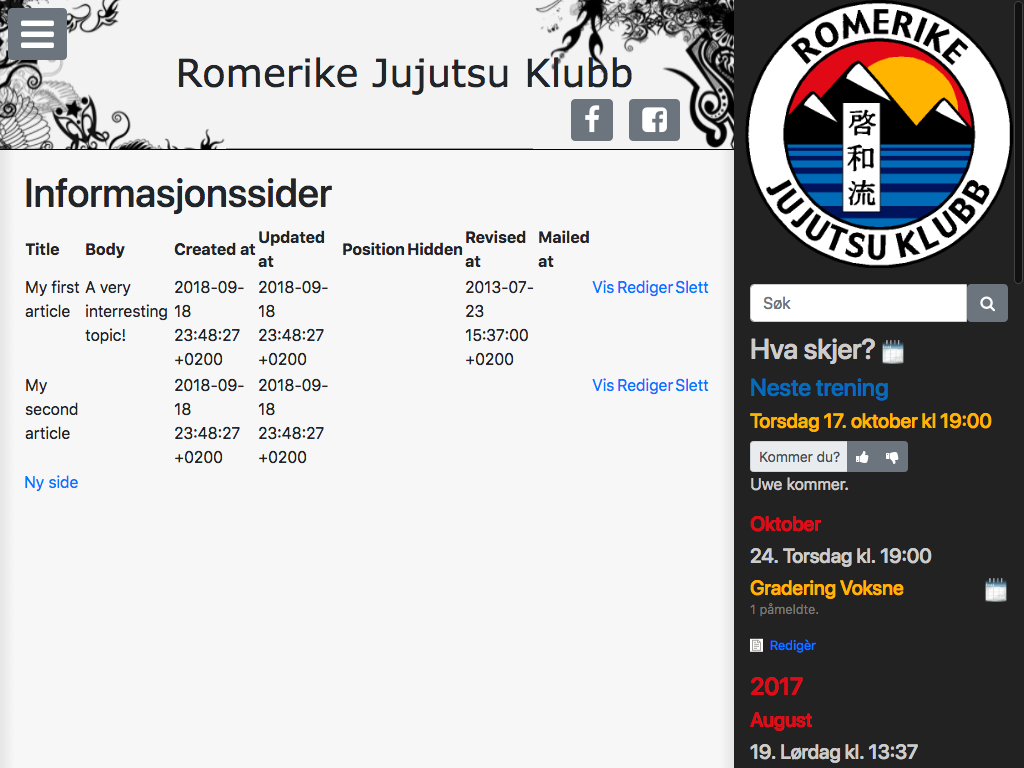 Romerike Jujutsu Klubb
Informasjonssider
Title Body Created at Updated at Position Hidden Revised at Mailed at
My first article A very interresting topic! 2018-09-18 23:48:27 +0200 2018-09-18 23:48:27 +0200 2013-07-23 15:37:00 +0200 Vis Rediger Slett
My second article 2018-09-18 23:48:27 +0200 2018-09-18 23:48:27 +0200 Vis Rediger Slett
Ny side
ROMERIKE
啓和流
JUJUTSU KLUBB
Søk
Hva skjer?
Neste trening
Torsdag 17. oktober kl 19:00
Kommer du?
Uwe kommer.
Oktober
24. Torsdag kl. 19:00
Gradering Voksne
1 påmeldte.
Redigèr
2017
August
19. Lørdag kl. 13:37